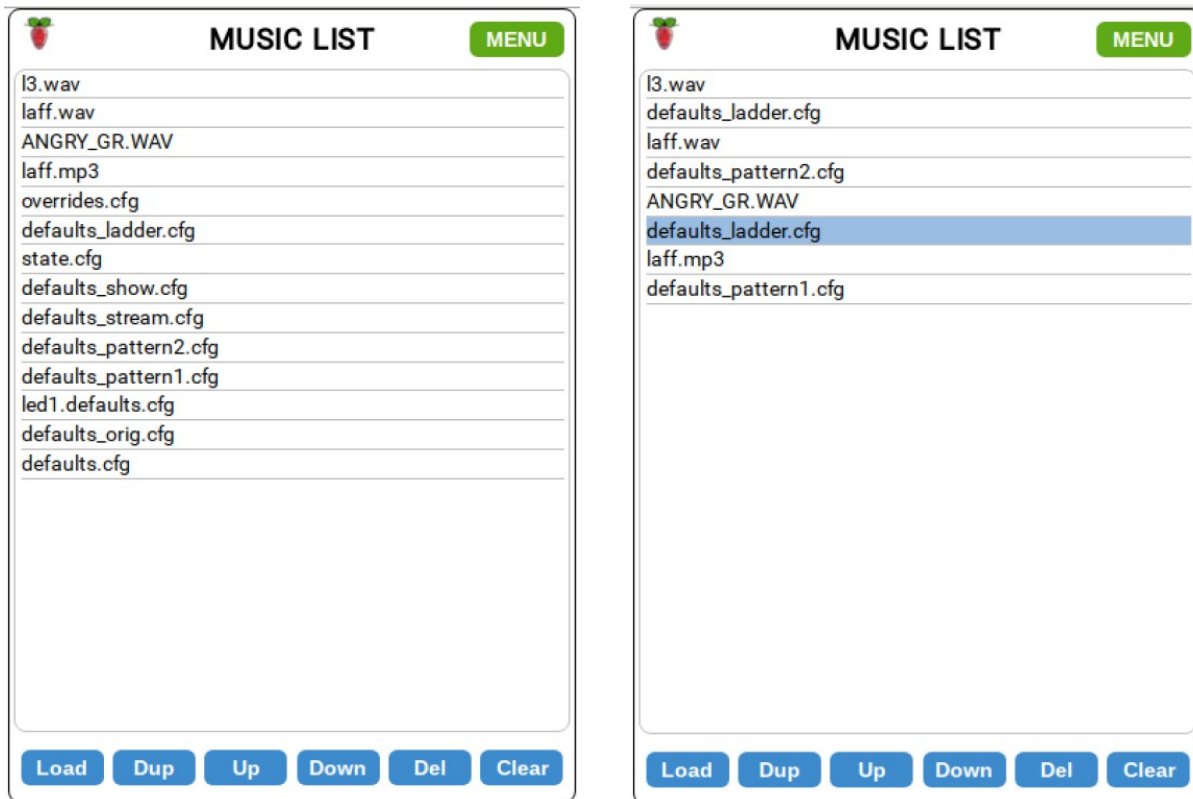 MUSIC LIST
MENU
l3.wav
laff.wav
ANGRY_GR.WAV
laff.mp3
overrides.cfg
defaults_ladder.cfg
state.cfg
defaults_show.cfg
defaults_stream.cfg
defaults_pattern2.cfg
defaults_pattern1.cfg
led1.defaults.cfg
defaults_orig.cfg
defaults.cfg
Load Dup Up Down Del Clear
MUSIC LIST
MENU
l3.wav
defaults_ladder.cfg
laff.wav
defaults_pattern2.cfg
ANGRY_GR.WAV
defaults_ladder.cfg
laff.mp3
defaults_pattern1.cfg
Load Dup Up Down Del Clear